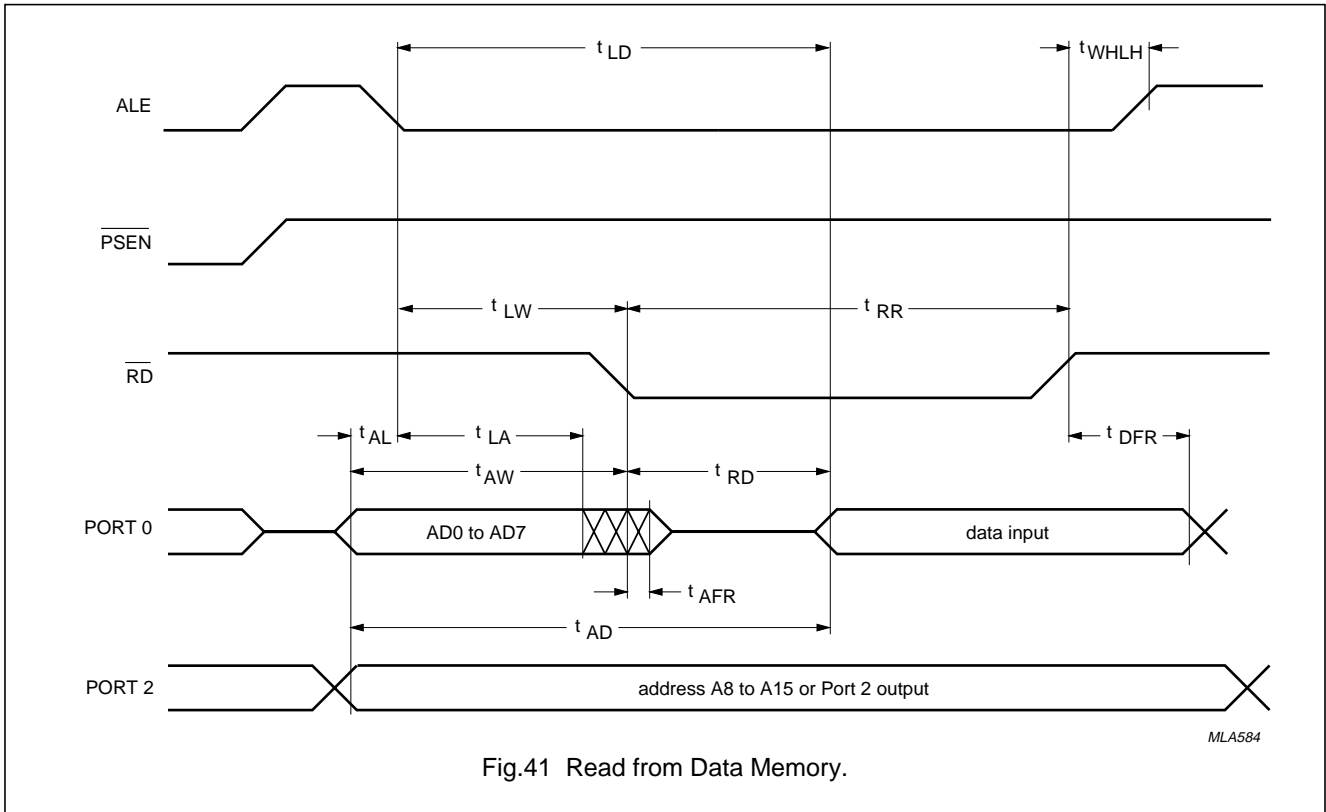 t LD
t WHLH
ALE
PSEN
t LW
t RR
RD
t AL
t LA
t DFR
t AW
t RD
PORT 0
AD0 to AD7
data input
t AFR
t AD
PORT 2
address A8 to A15 or Port 2 output
MLA584
Fig.41 Read from Data Memory.